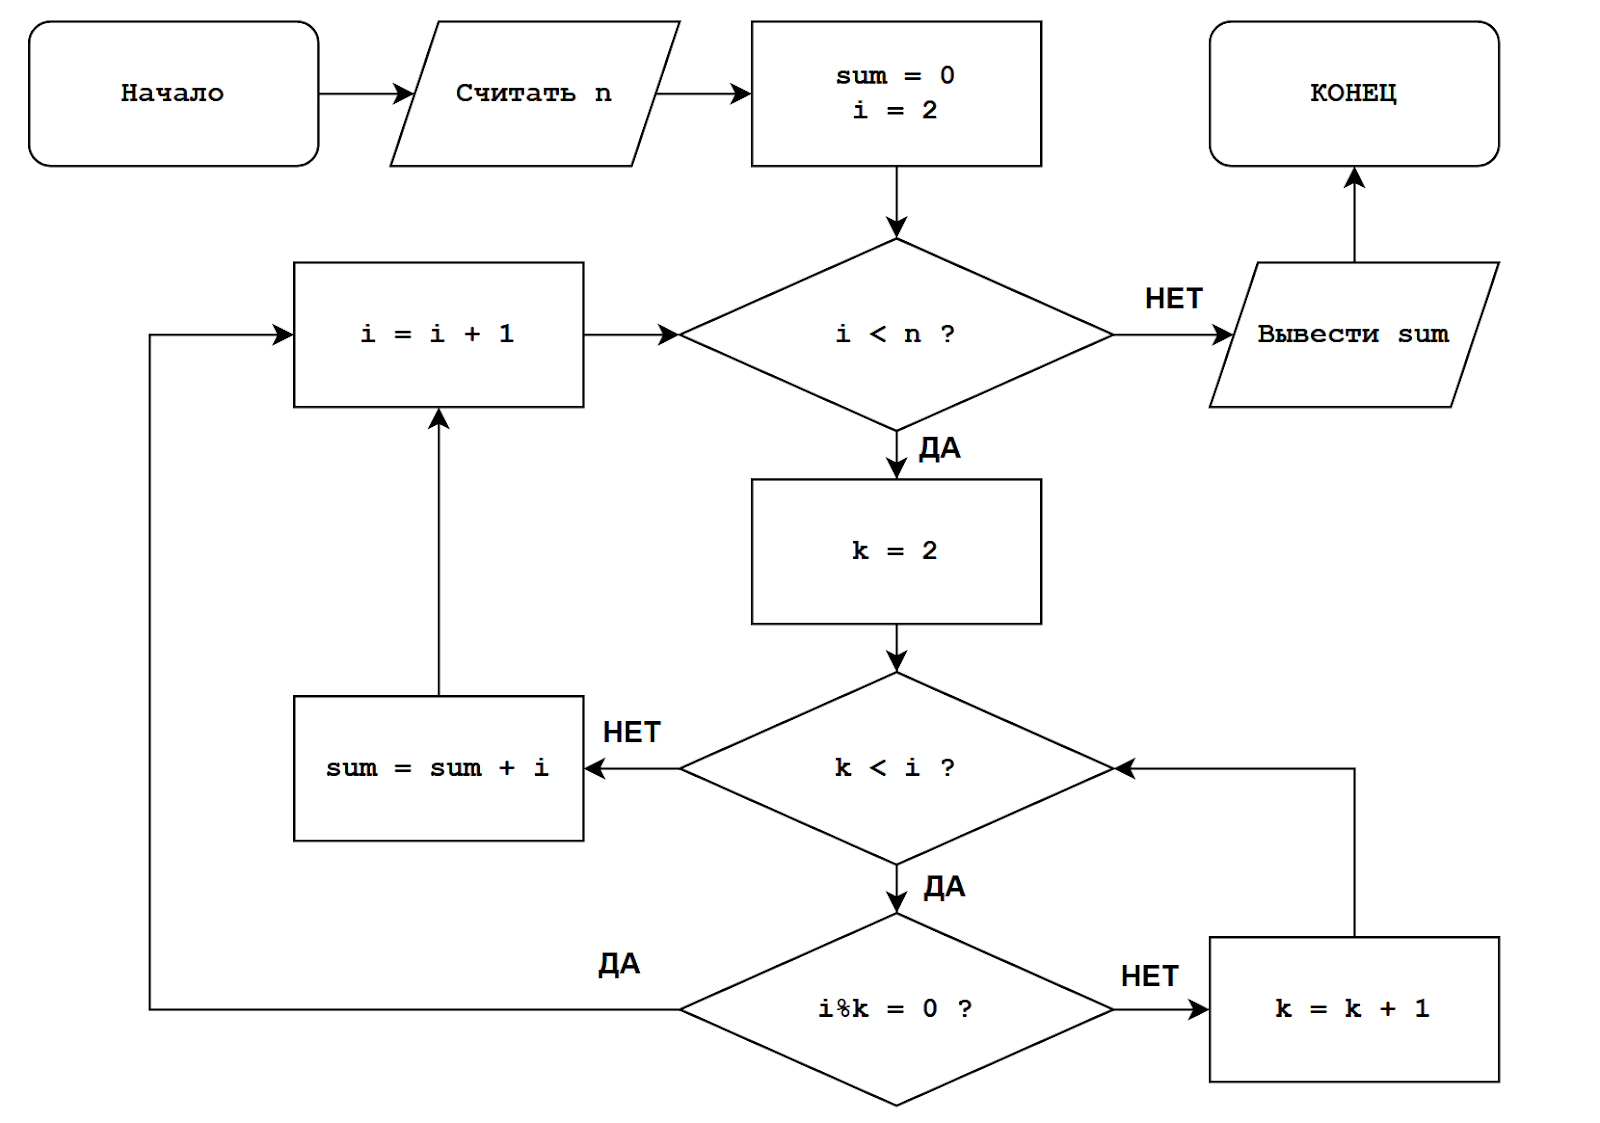 Начало
Считать n
sum = 0
i = 2
КОНЕЦ
i = i + 1
i < n ?
НЕТ
Вывести sum
ДА
k = 2
sum = sum + i
НЕТ
k < i ?
ДА
ДА
i%k = 0 ?
НЕТ
k = k + 1